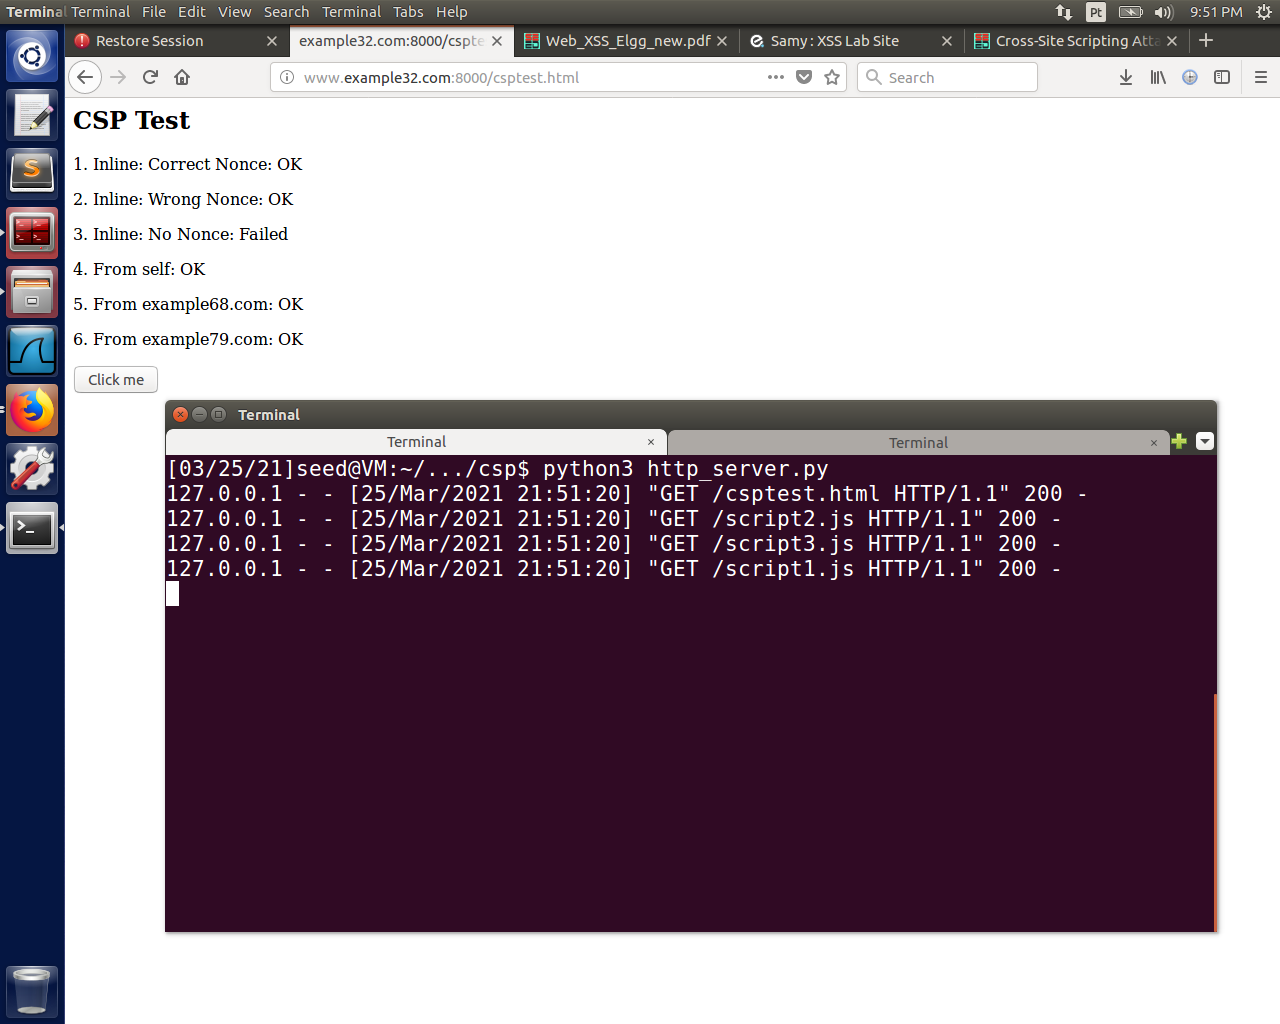 Terminal Terminal File Edit View Search Terminal Tabs Help Pt 9:51 PM
Restore Session example32.com:8000/cspte Web_XSS_Elgg_new.pdf Samy : XSS Lab Site Cross-Site Scripting Atta
www.example32.com:8000/csptest.html Search
CSP Test
1. Inline: Correct Nonce: OK
2. Inline: Wrong Nonce: OK
3. Inline: No Nonce: Failed
4. From self: OK
5. From example68.com: OK
6. From example79.com: OK
Click me
Terminal
Terminal Terminal
[03/25/21]seed@VM:~/.../csp$ python3 http_server.py
127.0.0.1 - - [25/Mar/2021 21:51:20] "GET /csptest.html HTTP/1.1" 200 -
127.0.0.1 - - [25/Mar/2021 21:51:20] "GET /script2.js HTTP/1.1" 200 -
127.0.0.1 - - [25/Mar/2021 21:51:20] "GET /script3.js HTTP/1.1" 200 -
127.0.0.1 - - [25/Mar/2021 21:51:20] "GET /script1.js HTTP/1.1" 200 -